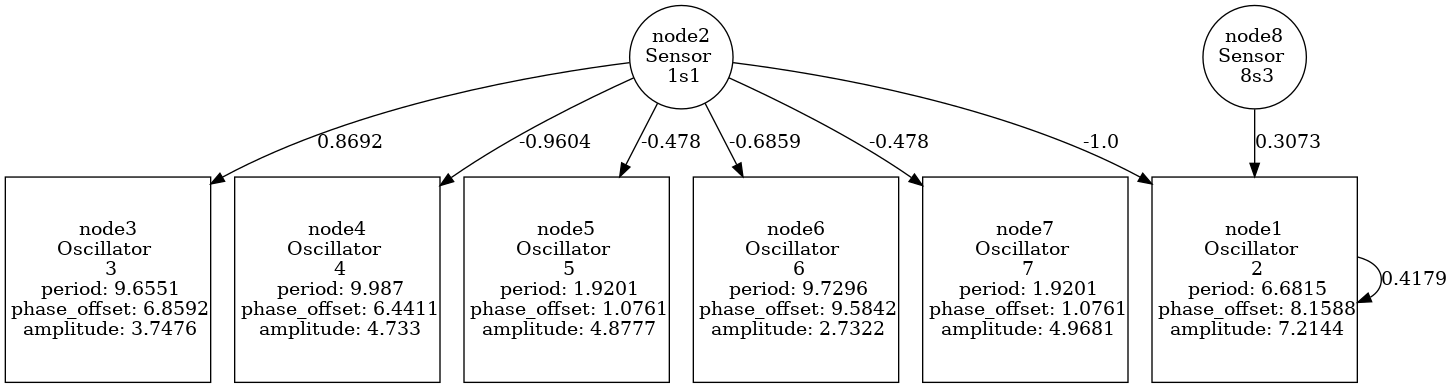 node2
Sensor
1s1
node8
Sensor
8s3
0.8692
-0.9604
-0.478
-0.6859
-0.478
-1.0
0.3073
node3
Oscillator
3
period: 9.6551
phase_offset: 6.8592
amplitude: 3.7476
node4
Oscillator
4
period: 9.987
phase_offset: 6.4411
amplitude: 4.733
node5
Oscillator
5
period: 1.9201
phase_offset: 1.0761
amplitude: 4.8777
node6
Oscillator
6
period: 9.7296
phase_offset: 9.5842
amplitude: 2.7322
node7
Oscillator
7
period: 1.9201
phase_offset: 1.0761
amplitude: 4.9681
node1
Oscillator
2
period: 6.6815
phase_offset: 8.1588
amplitude: 7.2144
0.4179